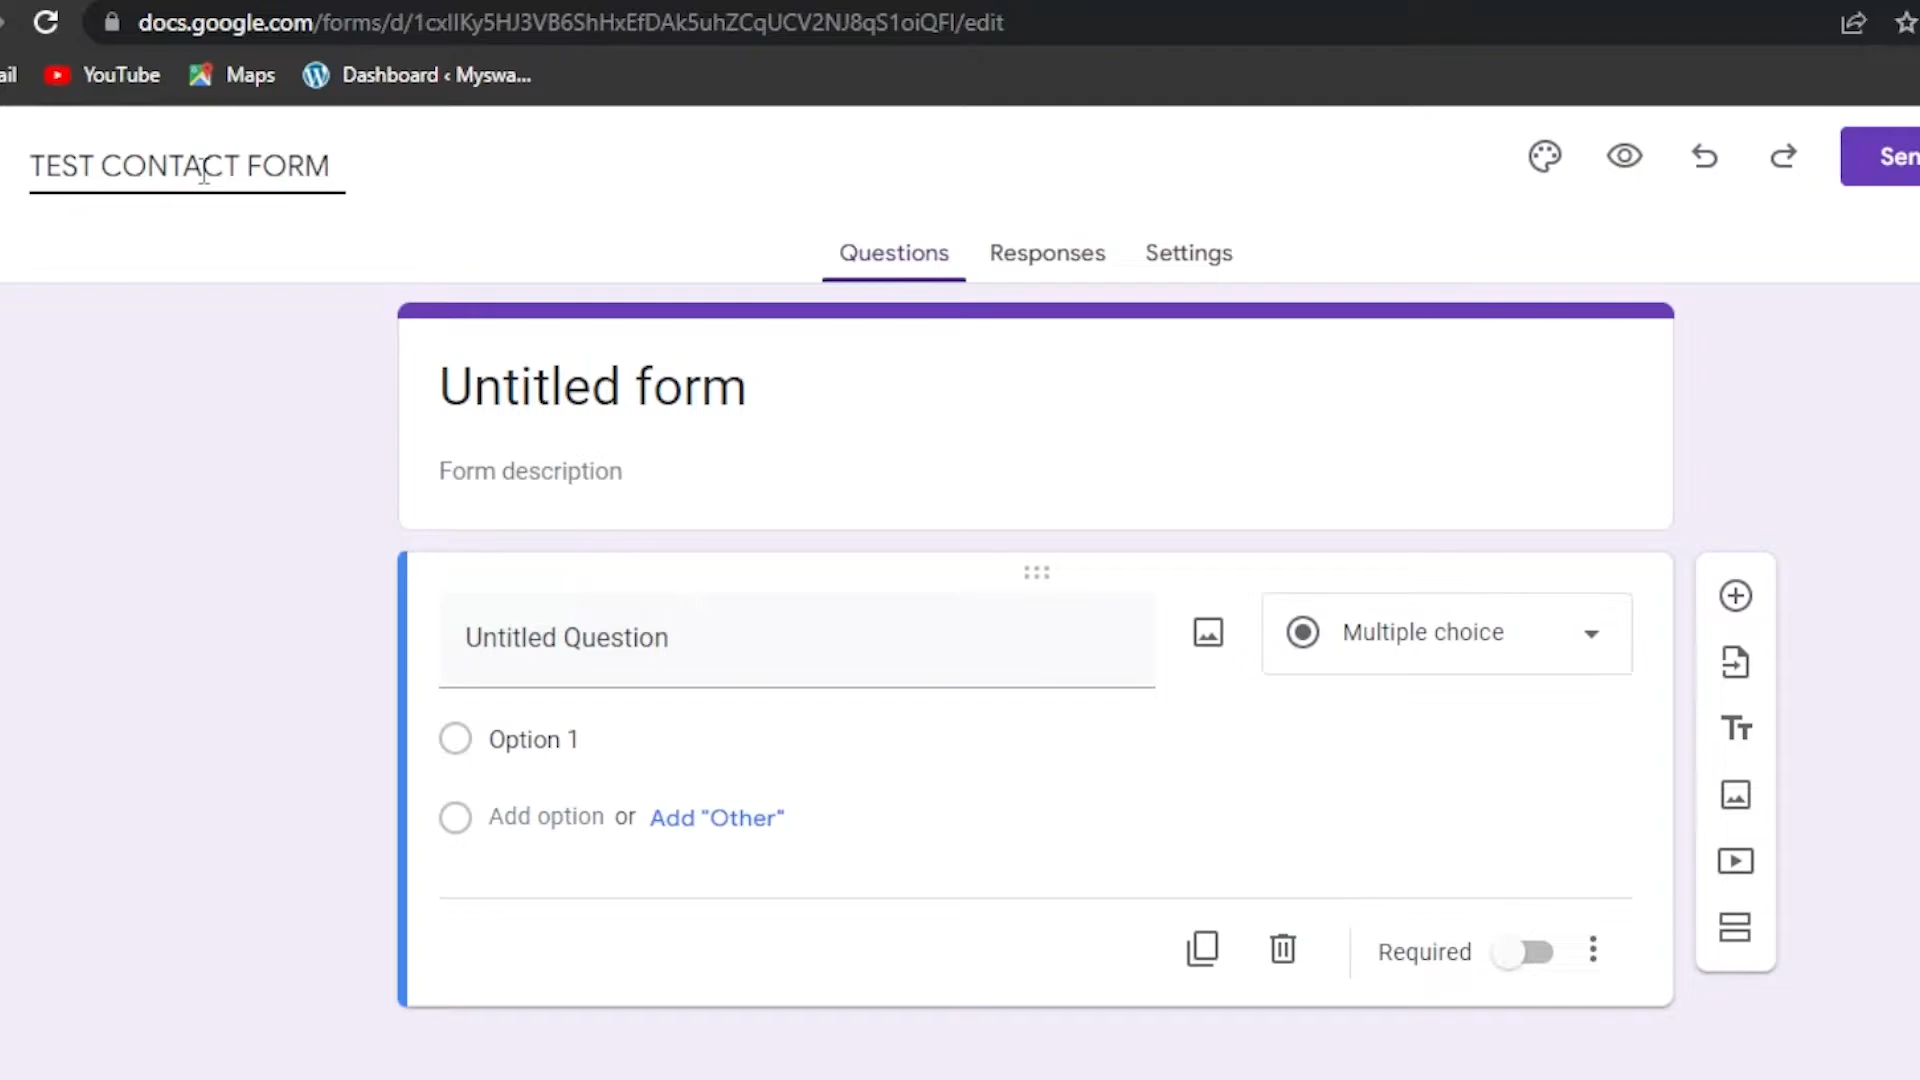 docs.google.com/forms/d/1cxIIKy5HJ3VB6ShHxEfDAk5uhZCqUCV2NJ8qS1oiQFI/edit
ail YouTube Maps Dashboard ‹ Myswa...
TEST CONTACT FORM
Sen
Questions Responses Settings
Untitled form
Form description
Untitled Question
Multiple choice
Option 1
Add option or Add "Other"
Required